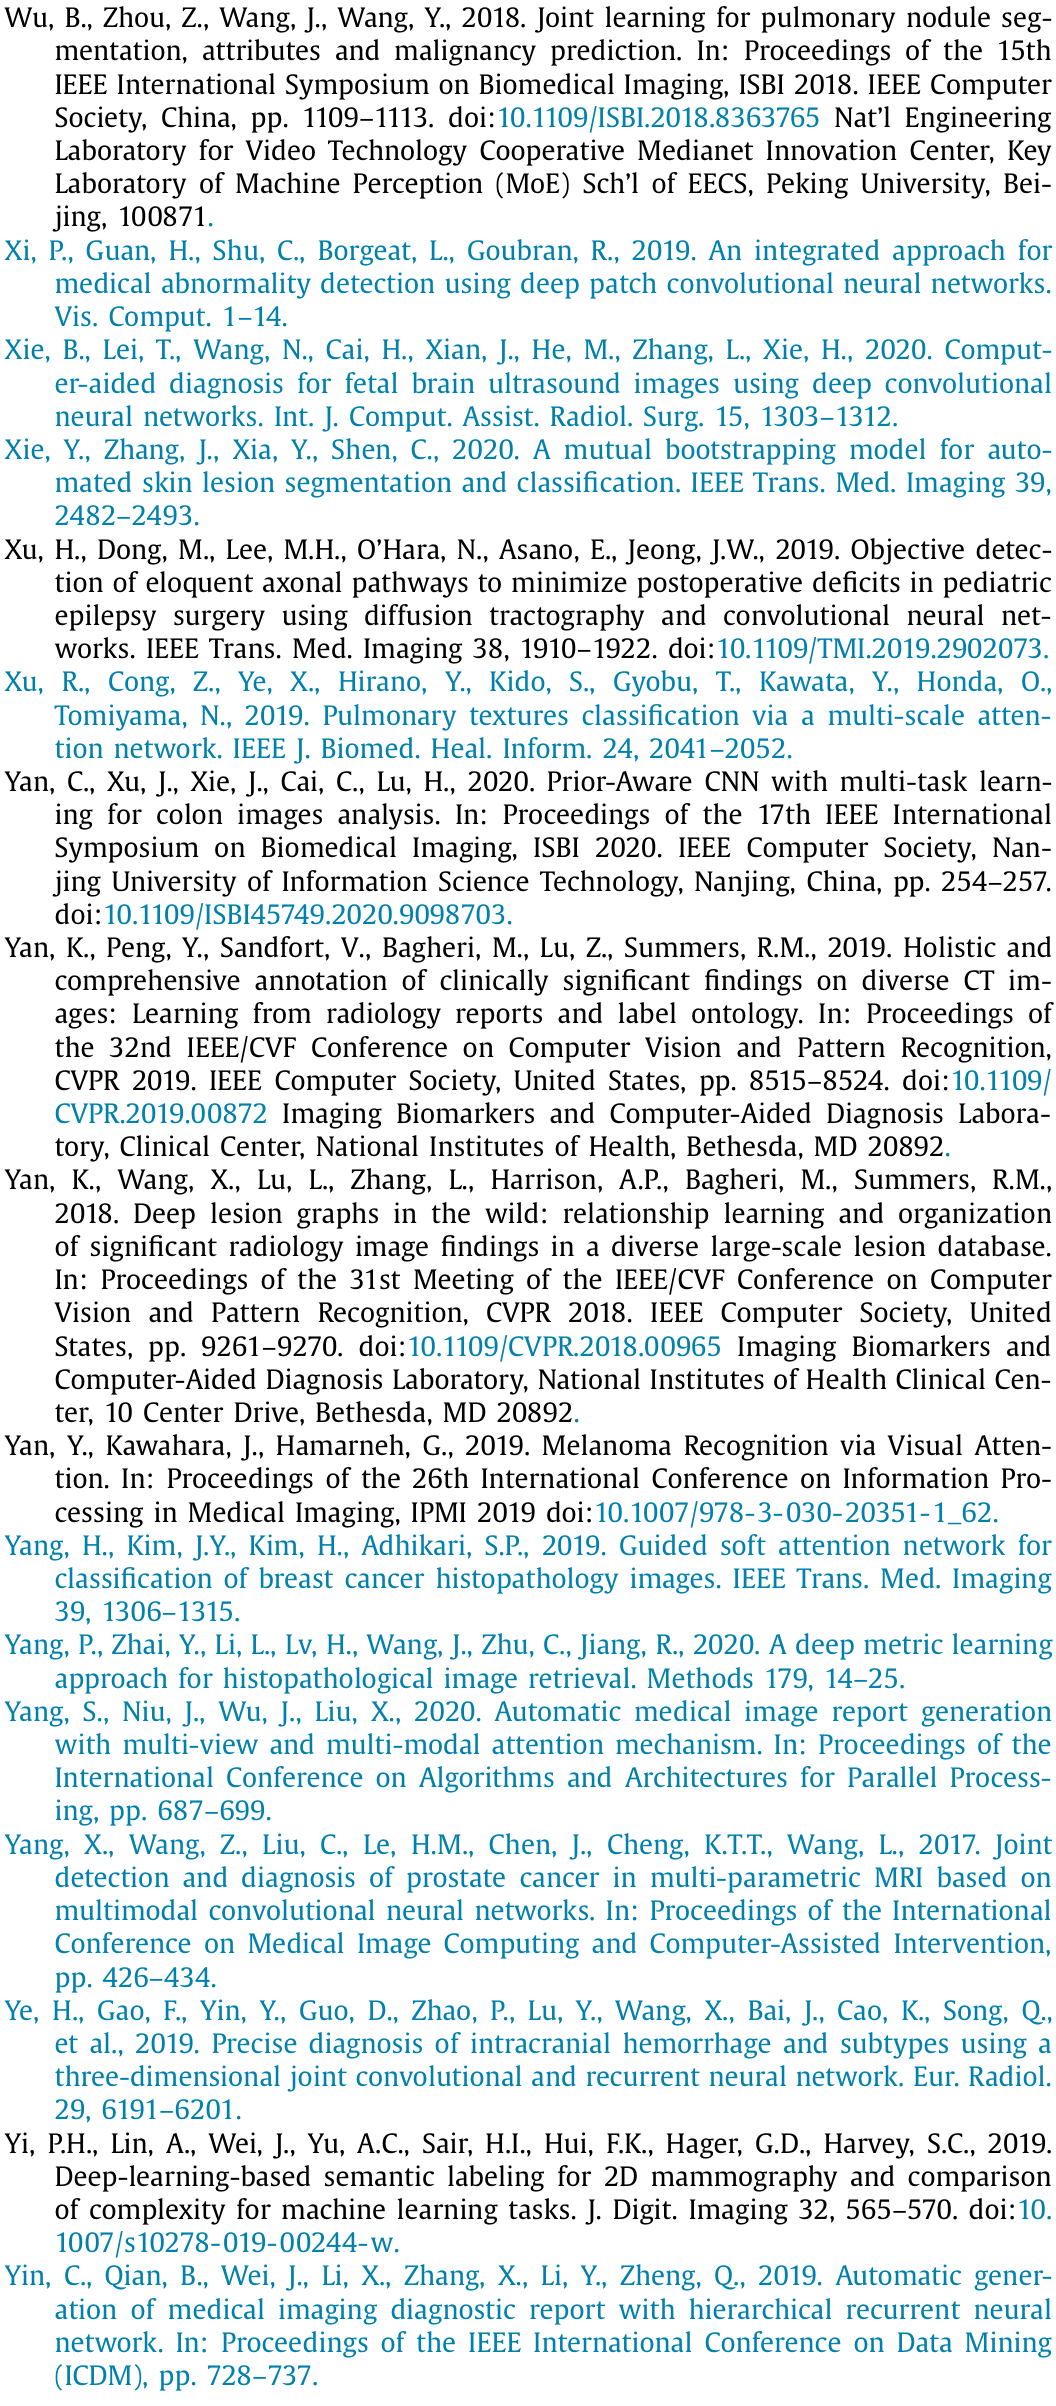 Wu, B., Zhou, Z., Wang, J., Wang, Y., 2018. Joint learning for pulmonary nodule seg-
mentation, attributes and malignancy prediction. In: Proceedings of the 15th
IEEE International Symposium on Biomedical Imaging, ISBI 2018. IEEE Computer
Society, China, pp. 1109–1113. doi:10.1109/ISBI.2018.8363765 Nat’l Engineering
Laboratory for Video Technology Cooperative Medianet Innovation Center, Key
Laboratory of Machine Perception (MoE) Sch’l of EECS, Peking University, Bei-
jing, 100871.
Xi, P., Guan, H., Shu, C., Borgeat, L., Goubran, R., 2019. An integrated approach for
medical abnormality detection using deep patch convolutional neural networks.
Vis. Comput. 1–14.
Xie, B., Lei, T., Wang, N., Cai, H., Xian, J., He, M., Zhang, L., Xie, H., 2020. Comput-
er-aided diagnosis for fetal brain ultrasound images using deep convolutional
neural networks. Int. J. Comput. Assist. Radiol. Surg. 15, 1303–1312.
Xie, Y., Zhang, J., Xia, Y., Shen, C., 2020. A mutual bootstrapping model for auto-
mated skin lesion segmentation and classification. IEEE Trans. Med. Imaging 39,
2482–2493.
Xu, H., Dong, M., Lee, M.H., O’Hara, N., Asano, E., Jeong, J.W., 2019. Objective detec-
tion of eloquent axonal pathways to minimize postoperative deficits in pediatric
epilepsy surgery using diffusion tractography and convolutional neural net-
works. IEEE Trans. Med. Imaging 38, 1910–1922. doi:10.1109/TMI.2019.2902073.
Xu, R., Cong, Z., Ye, X., Hirano, Y., Kido, S., Gyobu, T., Kawata, Y., Honda, O.,
Tomiyama, N., 2019. Pulmonary textures classification via a multi-scale atten-
tion network. IEEE J. Biomed. Heal. Inform. 24, 2041–2052.
Yan, C., Xu, J., Xie, J., Cai, C., Lu, H., 2020. Prior-Aware CNN with multi-task learn-
ing for colon images analysis. In: Proceedings of the 17th IEEE International
Symposium on Biomedical Imaging, ISBI 2020. IEEE Computer Society, Nan-
jing University of Information Science Technology, Nanjing, China, pp. 254–257.
doi:10.1109/ISBI45749.2020.9098703.
Yan, K., Peng, Y., Sandfort, V., Bagheri, M., Lu, Z., Summers, R.M., 2019. Holistic and
comprehensive annotation of clinically significant findings on diverse CT im-
ages: Learning from radiology reports and label ontology. In: Proceedings of
the 32nd IEEE/CVF Conference on Computer Vision and Pattern Recognition,
CVPR 2019. IEEE Computer Society, United States, pp. 8515–8524. doi:10.1109/
CVPR.2019.00872 Imaging Biomarkers and Computer-Aided Diagnosis Labora-
tory, Clinical Center, National Institutes of Health, Bethesda, MD 20892.
Yan, K., Wang, X., Lu, L., Zhang, L., Harrison, A.P., Bagheri, M., Summers, R.M.,
2018. Deep lesion graphs in the wild: relationship learning and organization
of significant radiology image findings in a diverse large-scale lesion database.
In: Proceedings of the 31st Meeting of the IEEE/CVF Conference on Computer
Vision and Pattern Recognition, CVPR 2018. IEEE Computer Society, United
States, pp. 9261–9270. doi:10.1109/CVPR.2018.00965 Imaging Biomarkers and
Computer-Aided Diagnosis Laboratory, National Institutes of Health Clinical Cen-
ter, 10 Center Drive, Bethesda, MD 20892.
Yan, Y., Kawahara, J., Hamarneh, G., 2019. Melanoma Recognition via Visual Atten-
tion. In: Proceedings of the 26th International Conference on Information Pro-
cessing in Medical Imaging, IPMI 2019 doi:10.1007/978-3-030-20351-1_62.
Yang, H., Kim, J.Y., Kim, H., Adhikari, S.P., 2019. Guided soft attention network for
classification of breast cancer histopathology images. IEEE Trans. Med. Imaging
39, 1306–1315.
Yang, P., Zhai, Y., Li, L., Lv, H., Wang, J., Zhu, C., Jiang, R., 2020. A deep metric learning
approach for histopathological image retrieval. Methods 179, 14–25.
Yang, S., Niu, J., Wu, J., Liu, X., 2020. Automatic medical image report generation
with multi-view and multi-modal attention mechanism. In: Proceedings of the
International Conference on Algorithms and Architectures for Parallel Process-
ing, pp. 687–699.
Yang, X., Wang, Z., Liu, C., Le, H.M., Chen, J., Cheng, K.T.T., Wang, L., 2017. Joint
detection and diagnosis of prostate cancer in multi-parametric MRI based on
multimodal convolutional neural networks. In: Proceedings of the International
Conference on Medical Image Computing and Computer-Assisted Intervention,
pp. 426–434.
Ye, H., Gao, F., Yin, Y., Guo, D., Zhao, P., Lu, Y., Wang, X., Bai, J., Cao, K., Song, Q.,
et al., 2019. Precise diagnosis of intracranial hemorrhage and subtypes using a
three-dimensional joint convolutional and recurrent neural network. Eur. Radiol.
29, 6191–6201.
Yi, P.H., Lin, A., Wei, J., Yu, A.C., Sair, H.I., Hui, F.K., Hager, G.D., Harvey, S.C., 2019.
Deep-learning-based semantic labeling for 2D mammography and comparison
of complexity for machine learning tasks. J. Digit. Imaging 32, 565–570. doi:10.
1007/s10278-019-00244-w.
Yin, C., Qian, B., Wei, J., Li, X., Zhang, X., Li, Y., Zheng, Q., 2019. Automatic gener-
ation of medical imaging diagnostic report with hierarchical recurrent neural
network. In: Proceedings of the IEEE International Conference on Data Mining
(ICDM), pp. 728–737.